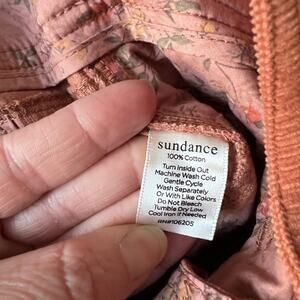 sundance
100% Cotton
Turn Inside Out
Machine Wash Cold
Gentle Cycle
Wash Separately
Or With Like Colors
Do Not Bleach
Tumble Dry Low
Cool Iron if Needed
RN#106205